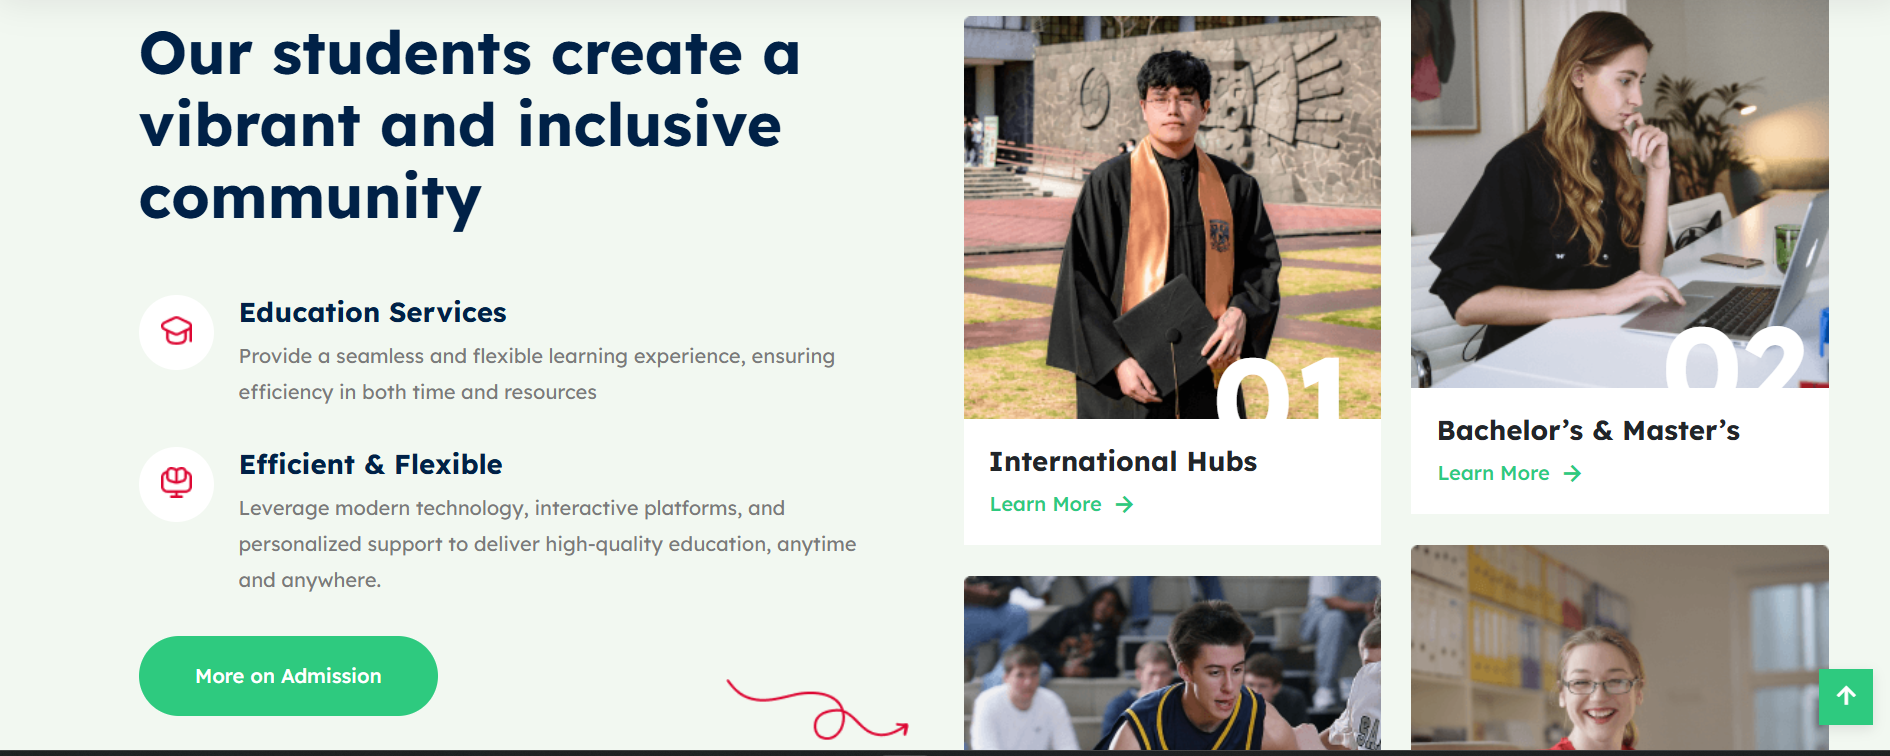 Our students create a
vibrant and inclusive
community
Education Services
Provide a seamless and flexible learning experience, ensuring
efficiency in both time and resources
Efficient & Flexible
Leverage modern technology, interactive platforms, and
personalized support to deliver high-quality education, anytime
and anywhere.
More on Admission
01
International Hubs
Learn More
02
Bachelor’s & Master’s
Learn More